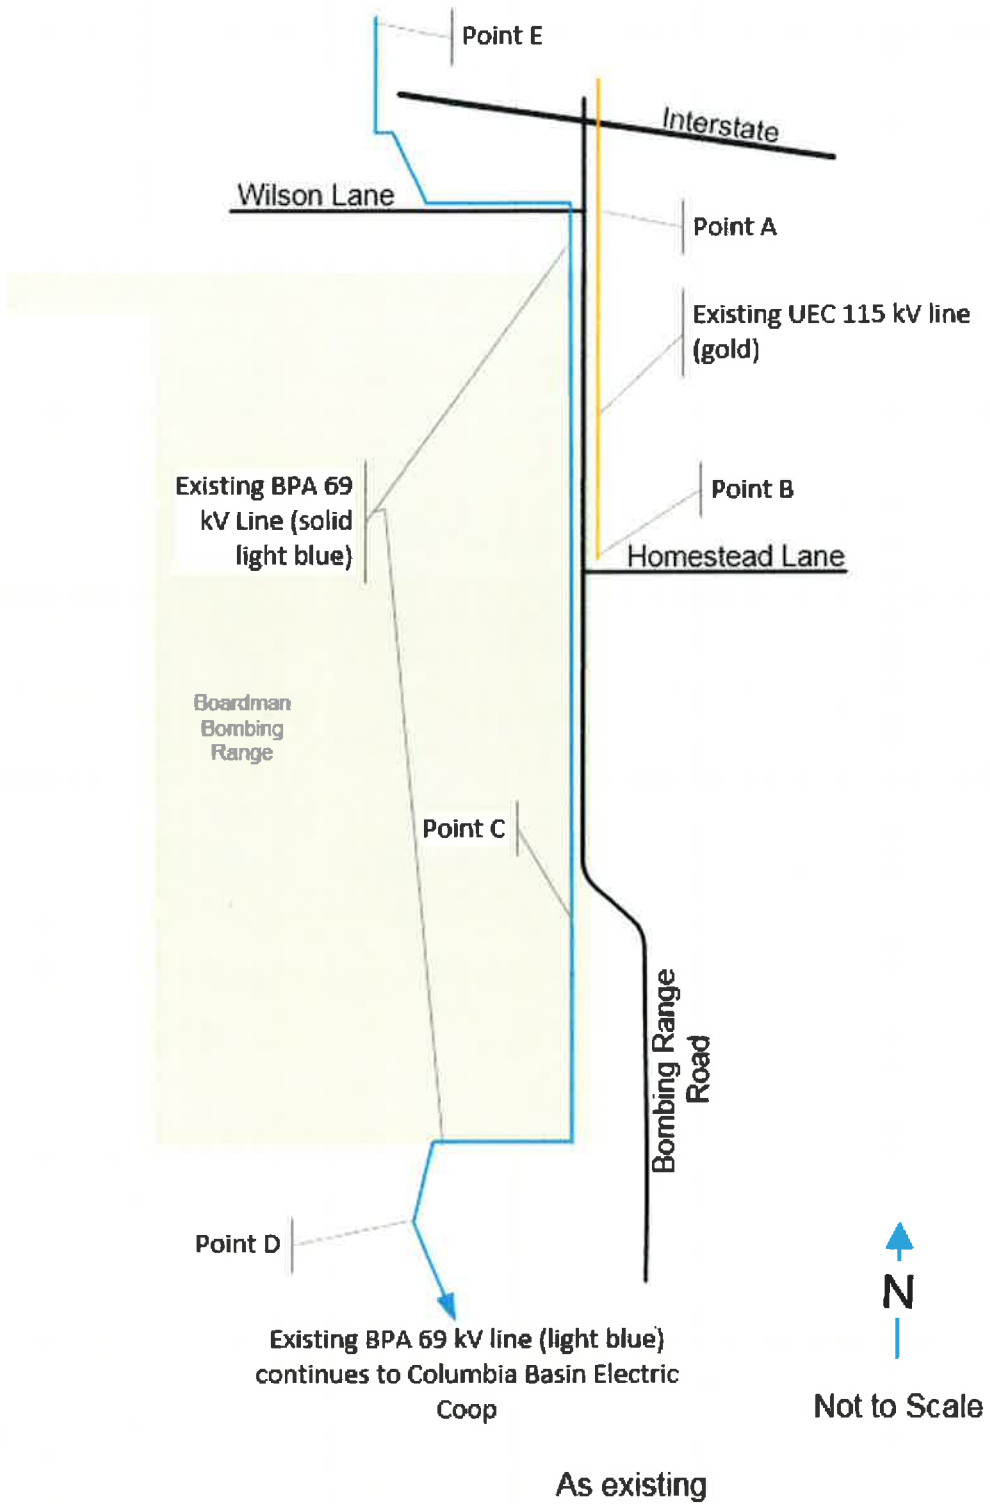 Point E
Interstate
Wilson Lane
Point A
Existing UEC 115 kV line
(gold)
Existing BPA 69
kV Line (solid
light blue)
Point B
Homestead Lane
Boardman
Bombing
Range
Point C
Bombing Range
Road
Point D
N
Existing BPA 69 kV line (light blue)
continues to Columbia Basin Electric
Coop
Not to Scale
As existing